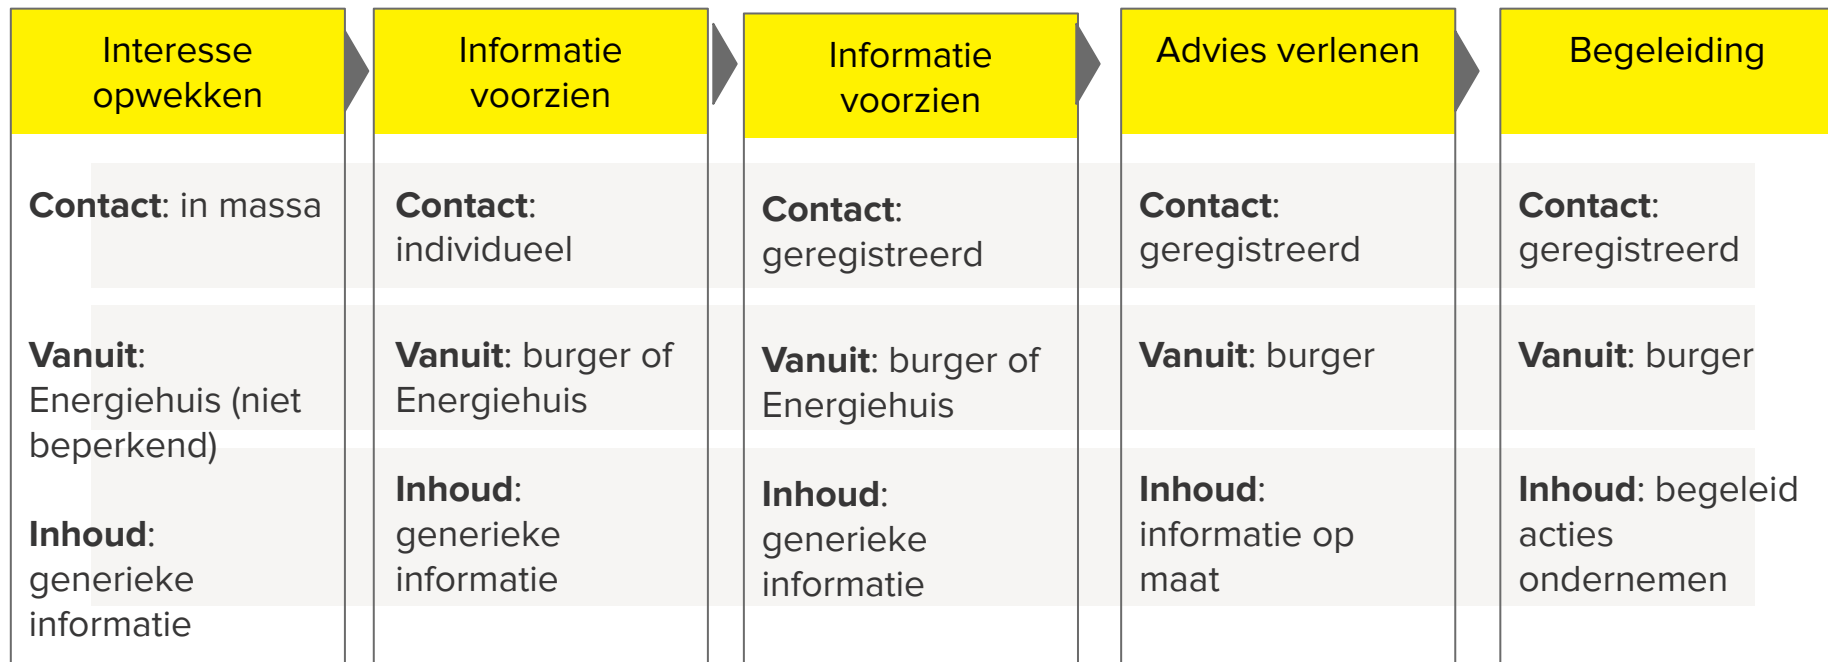 Interesse
opwekken
Contact: in massa
Vanuit:
Energiehuis (niet
beperkend)
Inhoud:
generieke
informatie
Informatie
voorzien
Contact:
individueel
Vanuit: burger of
Energiehuis
Inhoud:
generieke
informatie
Informatie
voorzien
Contact:
geregistreerd
Vanuit: burger of
Energiehuis
Inhoud:
generieke
informatie
Advies verlenen
Contact:
geregistreerd
Vanuit: burger
Inhoud:
informatie op
maat
Begeleiding
Contact:
geregistreerd
Vanuit: burger
Inhoud: begeleid
acties
ondernemen